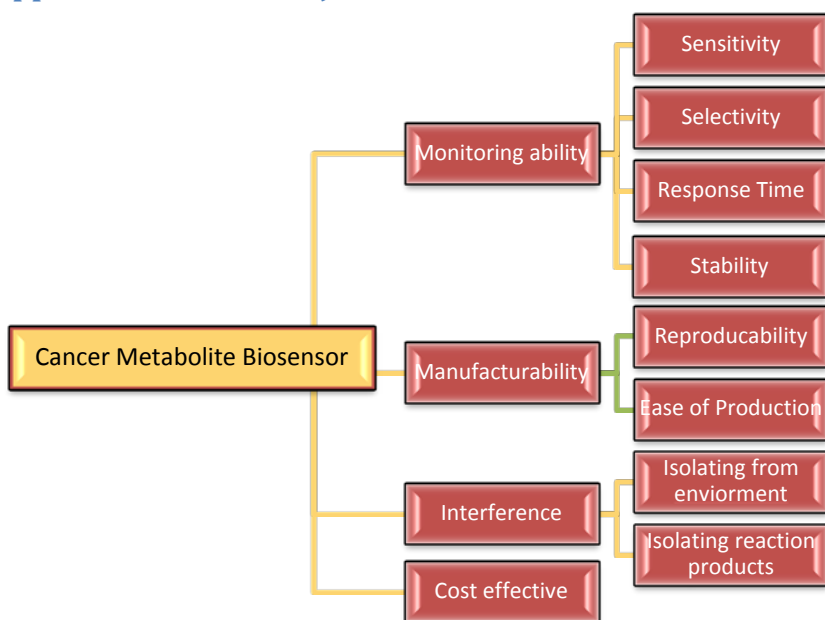 Sensitivity
Selectivity
Monitoring ability
Response Time
Stability
Cancer Metabolite Biosensor
Reproducability
Manufacturability
Ease of Production
Isolating from
enviorment
Interference
Isolating reaction
products
Cost effective